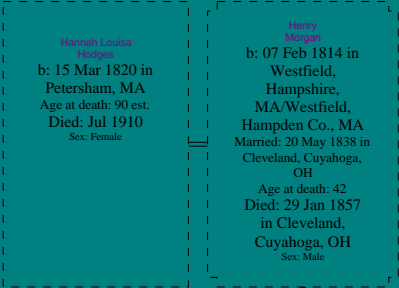 Hannah Louisa
Hodges
b: 15 Mar 1820 in
Petersham, MA
Age at death: 90 est.
Died: Jul 1910
Sex: Female
Henry
Morgan
b: 07 Feb 1814 in
Westfield,
Hampshire,
MA/Westfield,
Hampden Co., MA
Married: 20 May 1838 in
Cleveland, Cuyahoga,
OH
Age at death: 42
Died: 29 Jan 1857
in Cleveland,
Cuyahoga, OH
Sex: Male